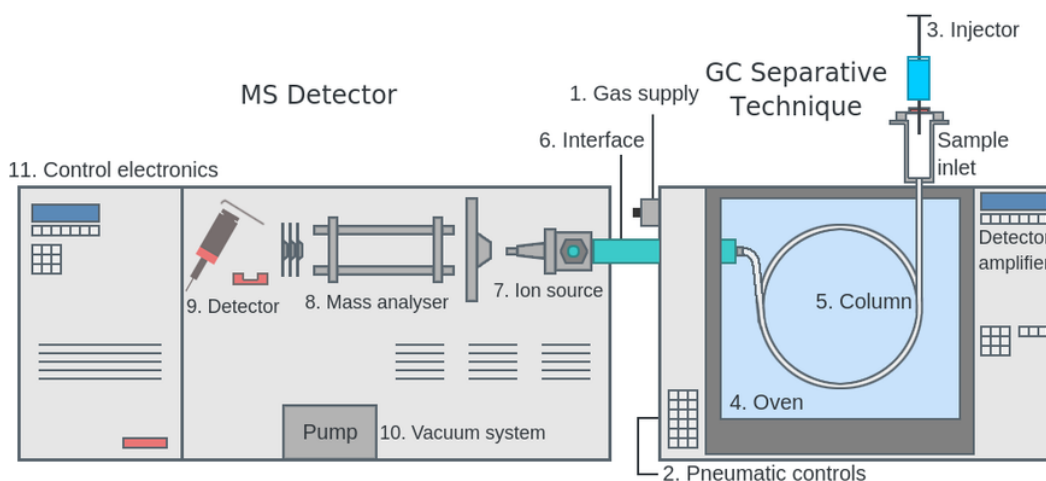 MS Detector
GC Separative
Technique
3. Injector
1. Gas supply
6. Interface
Sample
inlet
11. Control electronics
Detector
amplifier
9. Detector
8. Mass analyser
7. Ion source
5. Column
4. Oven
Pump
10. Vacuum system
2. Pneumatic controls